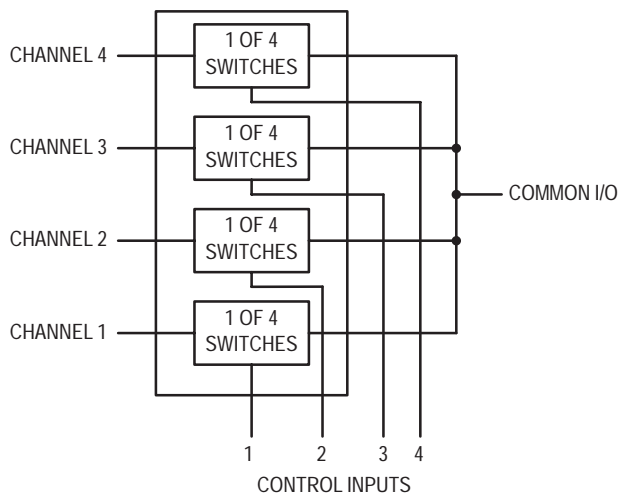 CHANNEL 4
1 OF 4
SWITCHES
CHANNEL 3
1 OF 4
SWITCHES
COMMON I/O
CHANNEL 2
1 OF 4
SWITCHES
CHANNEL 1
1 OF 4
SWITCHES
1 2 3 4
CONTROL INPUTS